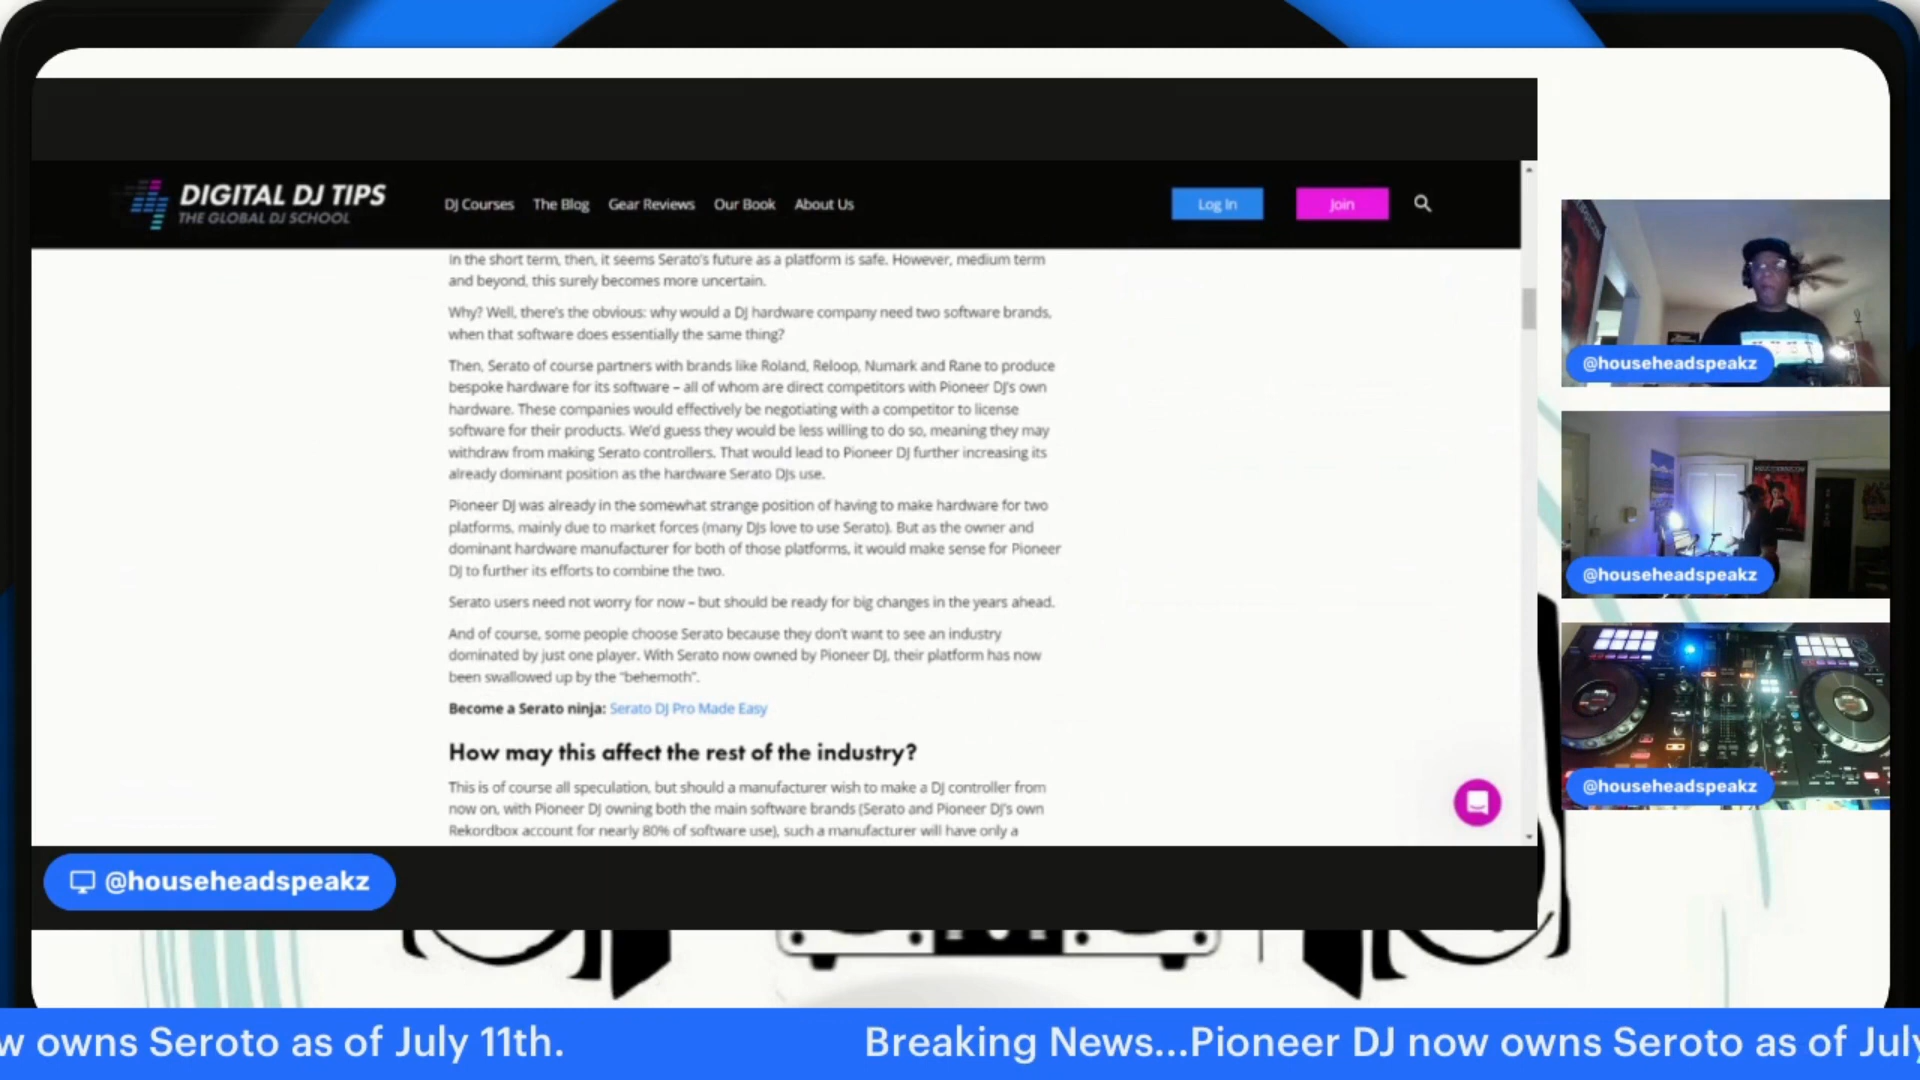 DIGITAL DJ TIPS
THE GLOBAL DJ SCHOOL
DJ Courses The Blog Gear Reviews Our Book About Us
Log In
Join
In the short term, then, it seems Serato's future as a platform is safe. However, medium term
and beyond, this surely becomes more uncertain.
Why? Well, there's the obvious: why would a DJ hardware company need two software brands,
when that software does essentially the same thing?
Then, Serato of course partners with brands like Roland, Reloop, Numark and Rane to produce
bespoke hardware for its software – all of whom are direct competitors with Pioneer DJ's own
hardware. These companies would effectively be negotiating with a competitor to license
software for their products. We'd guess they would be less willing to do so, meaning they may
withdraw from making Serato controllers. That would lead to Pioneer DJ further increasing its
already dominant position as the hardware Serato DJs use.
Pioneer DJ was already in the somewhat strange position of having to make hardware for two
platforms, mainly due to market forces (many DJs love to use Serato). But as the owner and
dominant hardware manufacturer for both of those platforms, it would make sense for Pioneer
DJ to further its efforts to combine the two.
Serato users need not worry for now – but should be ready for big changes in the years ahead.
And of course, some people choose Serato because they don't want to see an industry
dominated by just one player. With Serato now owned by Pioneer DJ, their platform has now
been swallowed up by the "behemoth".
Become a Serato ninja: Serato DJ Pro Made Easy
How may this affect the rest of the industry?
This is of course all speculation, but should a manufacturer wish to make a DJ controller from
now on, with Pioneer DJ owning both the main software brands (Serato and Pioneer DJ's own
Rekordbox account for nearly 80% of software use), such a manufacturer will have only a
@househeadspeakz
@househeadspeakz
@househeadspeakz
@househeadspeakz
w owns Seroto as of July 11th.
Breaking News...Pioneer DJ now owns Seroto as of July